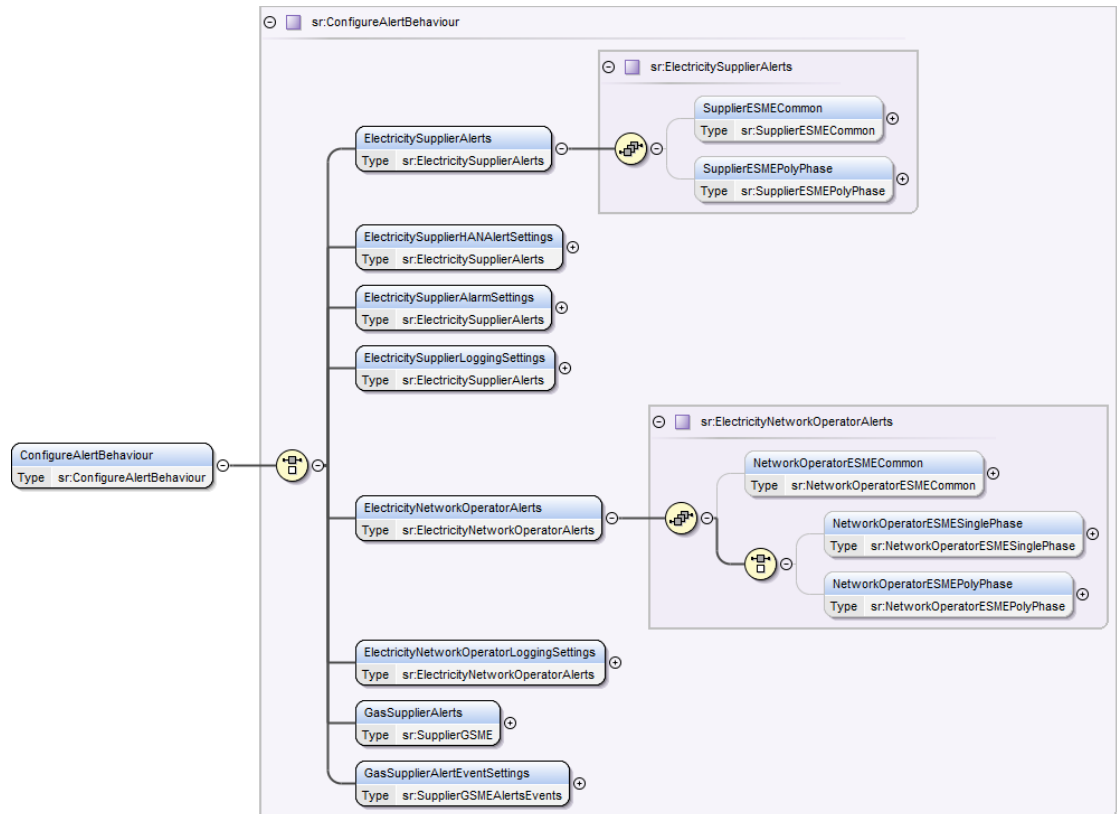 sr:ConfigureAlertBehaviour
sr:ElectricitySupplierAlerts
SupplierESMECommon
Type sr:SupplierESMECommon
SupplierESMEPolyPhase
Type sr:SupplierESMEPolyPhase
ElectricitySupplierAlerts
Type sr:ElectricitySupplierAlerts
ElectricitySupplierHANAlertSettings
Type sr:ElectricitySupplierAlerts
ElectricitySupplierAlarmSettings
Type sr:ElectricitySupplierAlerts
ElectricitySupplierLoggingSettings
Type sr:ElectricitySupplierAlerts
ConfigureAlertBehaviour
Type sr:ConfigureAlertBehaviour
sr:ElectricityNetworkOperatorAlerts
NetworkOperatorESMECommon
Type sr:NetworkOperatorESMECommon
ElectricityNetworkOperatorAlerts
Type sr:ElectricityNetworkOperatorAlerts
NetworkOperatorESMESinglePhase
Type sr:NetworkOperatorESMESinglePhase
NetworkOperatorESMEPolyPhase
Type sr:NetworkOperatorESMEPolyPhase
ElectricityNetworkOperatorLoggingSettings
Type sr:ElectricityNetworkOperatorAlerts
GasSupplierAlerts
Type sr:SupplierGSME
GasSupplierAlertEventSettings
Type sr:SupplierGSMEAlertsEvents